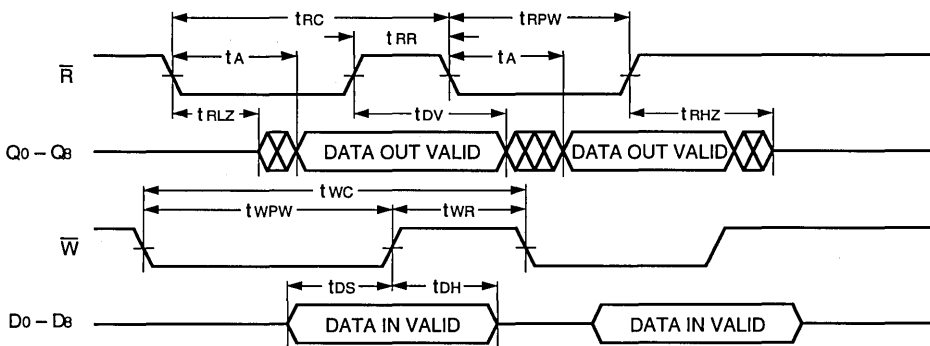 tRC
tRPW
tRR
tA
tA
R
tRLZ
tDV
tRHZ
Q0 – Q8
DATA OUT VALID
DATA OUT VALID
tWC
tWPW
tWR
W
tDS
tDH
D0 – D8
DATA IN VALID
DATA IN VALID